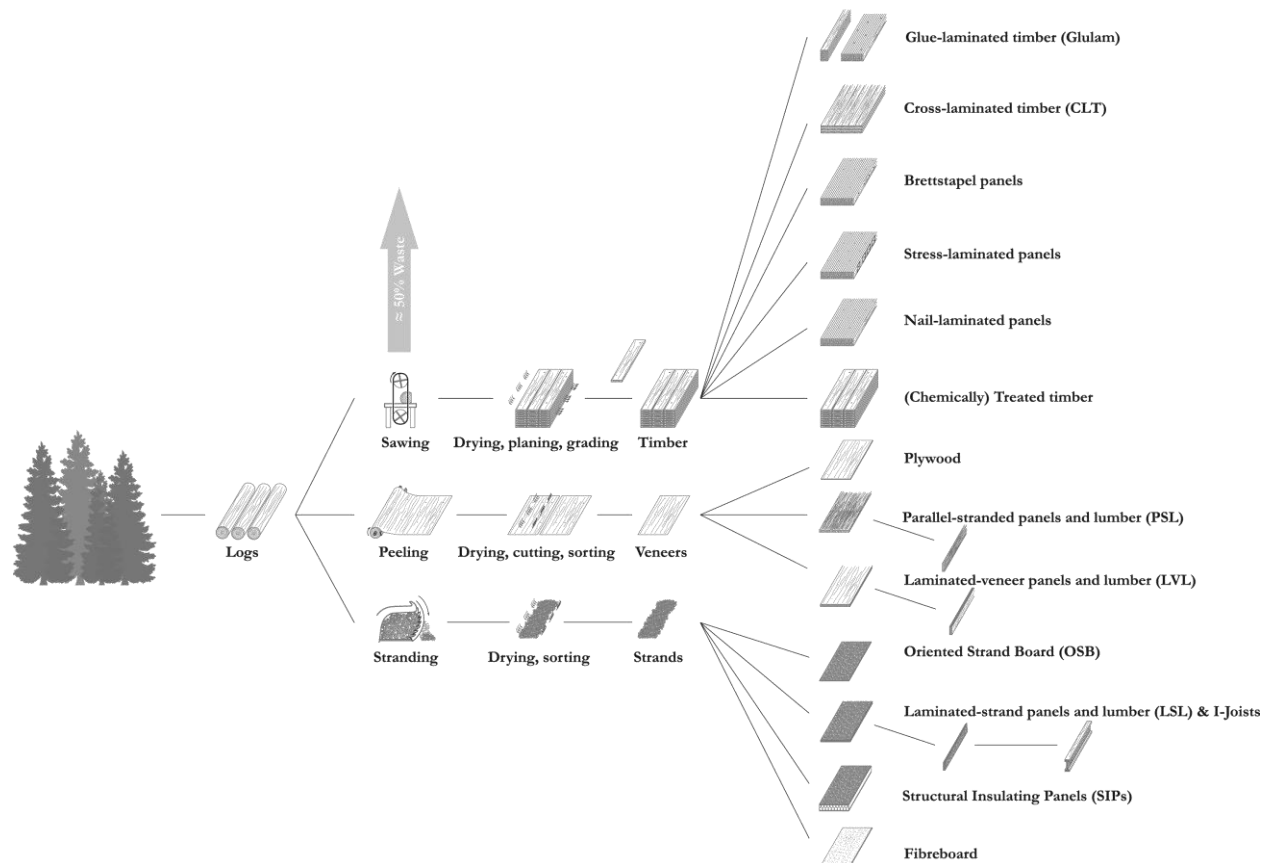 Glue-laminated timber (Glulam)
Cross-laminated timber (CLT)
Brettstapel panels
Stress-laminated panels
Nail-laminated panels
(Chemically) Treated timber
≈ 50% Waste
Sawing
Drying, planing, grading
Timber
Plywood
Parallel-stranded panels and lumber (PSL)
Logs
Peeling
Drying, cutting, sorting
Veneers
Laminated-veneer panels and lumber (LVL)
Stranding
Drying, sorting
Strands
Oriented Strand Board (OSB)
Laminated-strand panels and lumber (LSL) & I-Joists
Structural Insulating Panels (SIPs)
Fibreboard